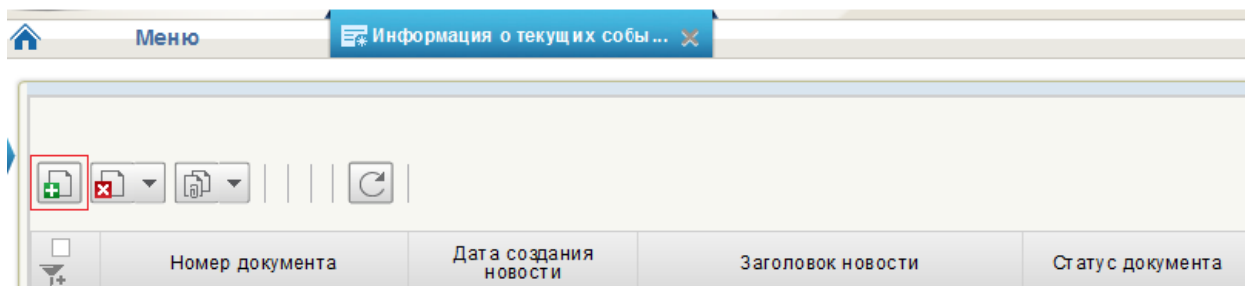 Меню
Информация о текущих собы...
Номер документа
Дата создания
новости
Заголовок новости
Статус документа